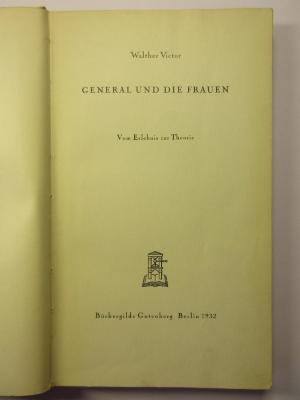 Walther Victor
GENERAL UND DIE FRAUEN
Vom Erlebnis zur Theorie
Büchergilde Gutenberg Berlin 1932